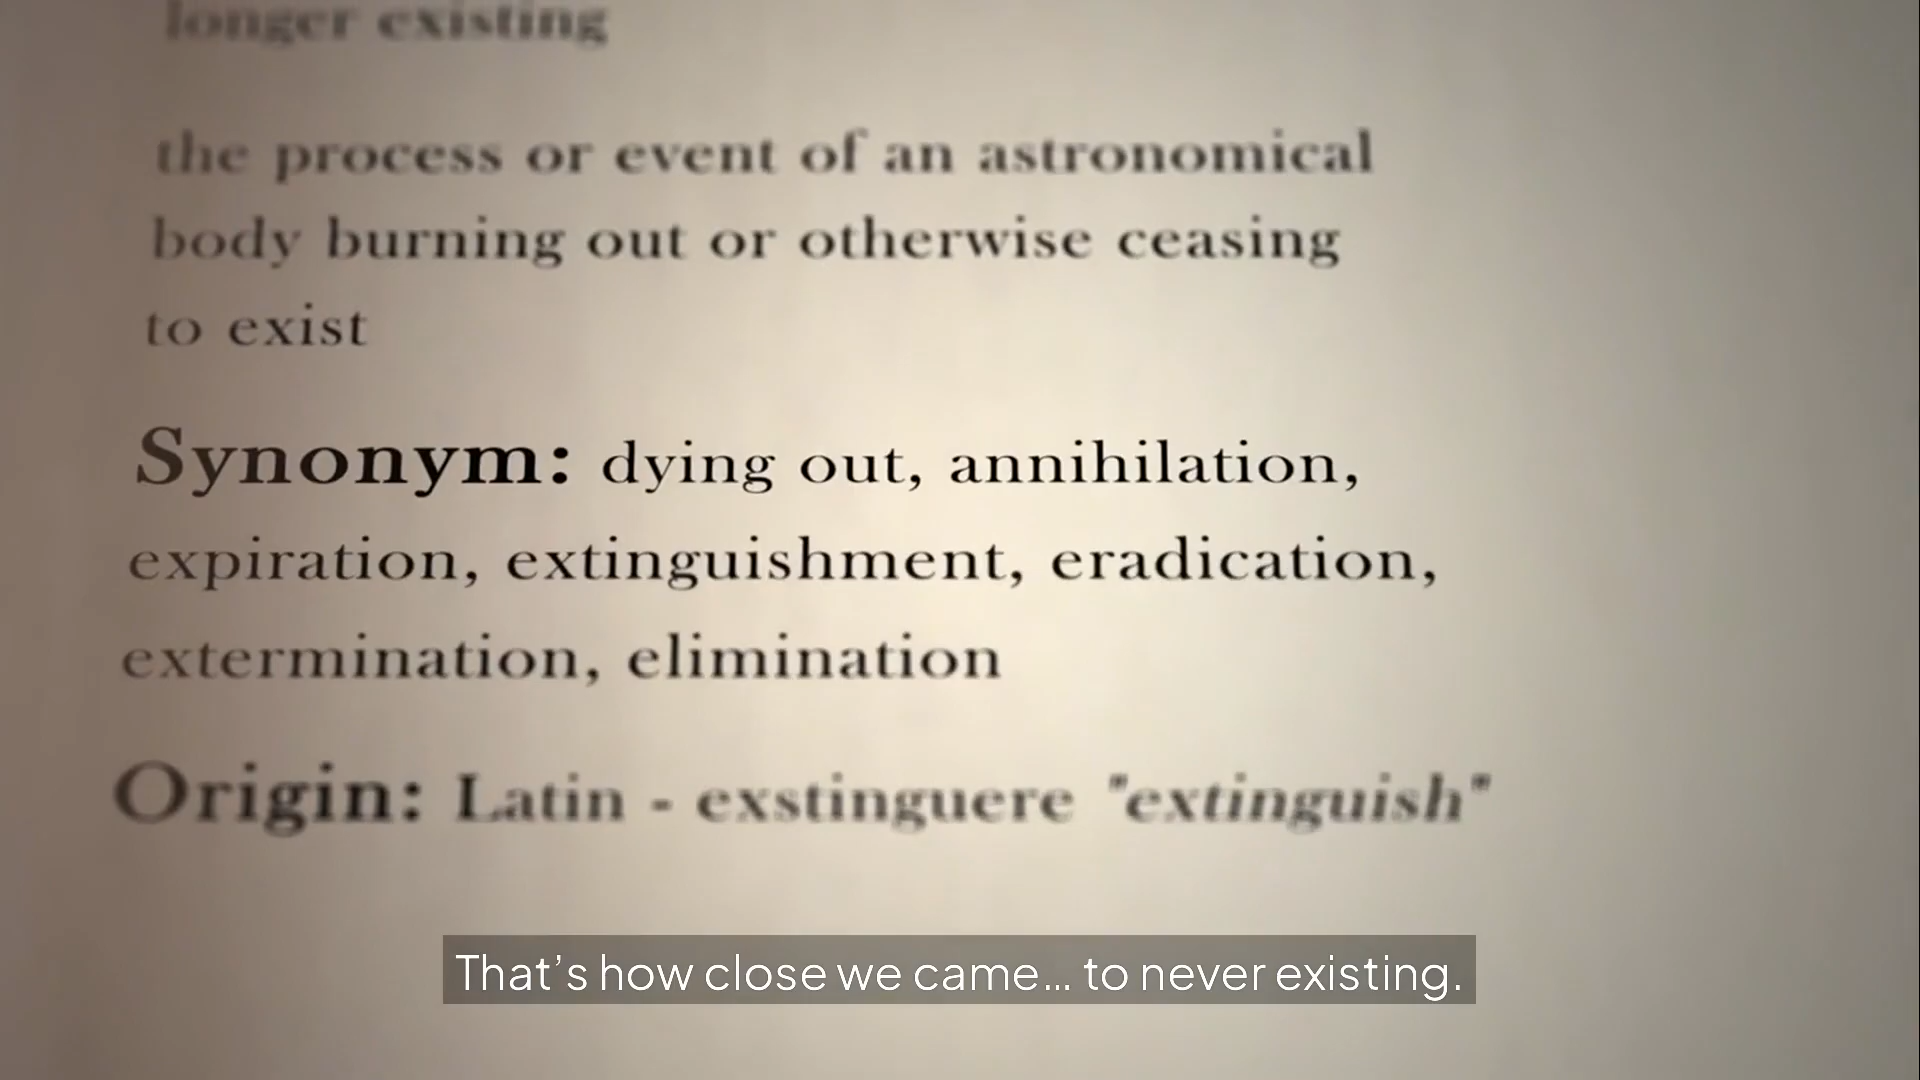 longer existing
the process or event of an astronomical
body burning out or otherwise ceasing
to exist
Synonym: dying out, annihilation,
expiration, extinguishment, eradication,
extermination, elimination
Origin: Latin - exstinguere "extinguish"
That's how close we came... to never existing.